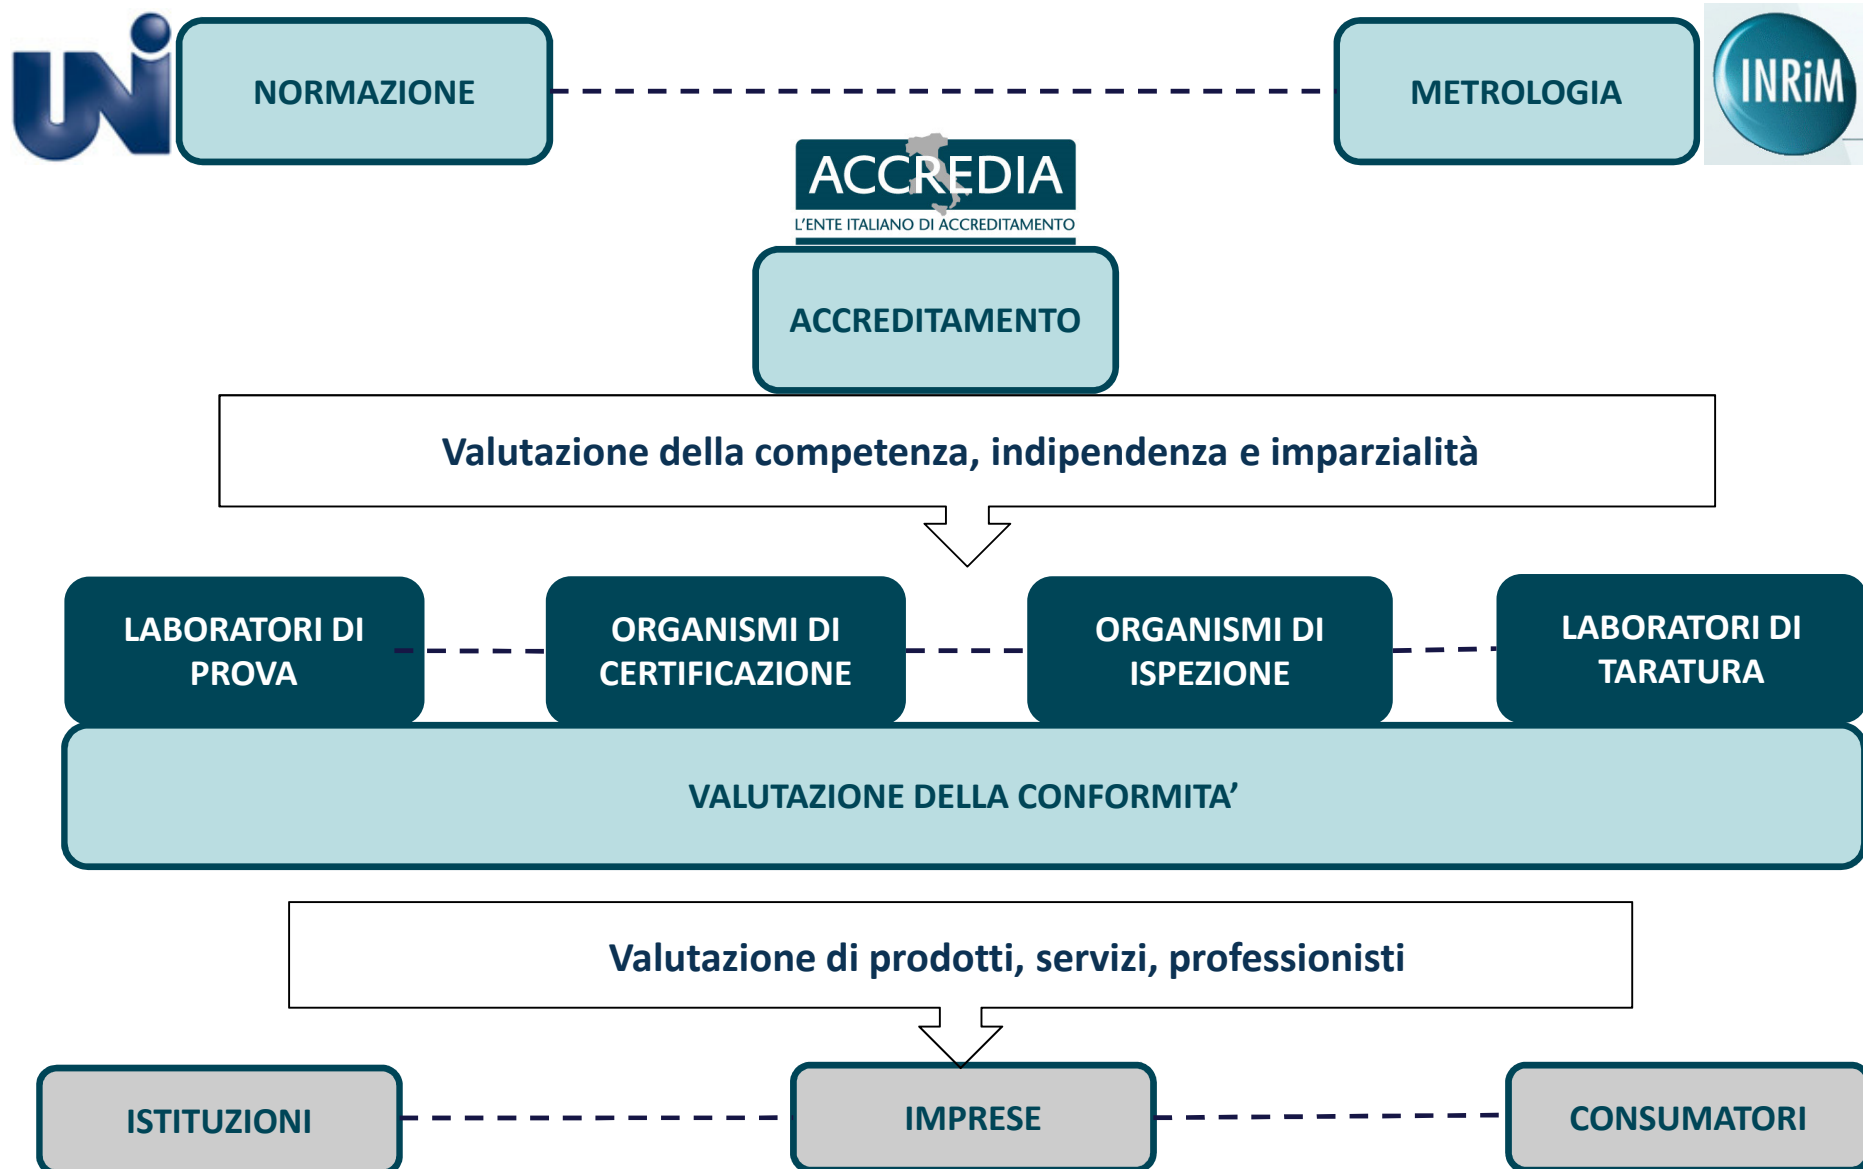 UNI
NORMAZIONE
METROLOGIA
INRiM
ACCREDIA
L'ENTE ITALIANO DI ACCREDITAMENTO
ACCREDITAMENTO
Valutazione della competenza, indipendenza e imparzialità
LABORATORI DI
PROVA
ORGANISMI DI
CERTIFICAZIONE
ORGANISMI DI
ISPEZIONE
LABORATORI DI
TARATURA
VALUTAZIONE DELLA CONFORMITA’
Valutazione di prodotti, servizi, professionisti
ISTITUZIONI
IMPRESE
CONSUMATORI